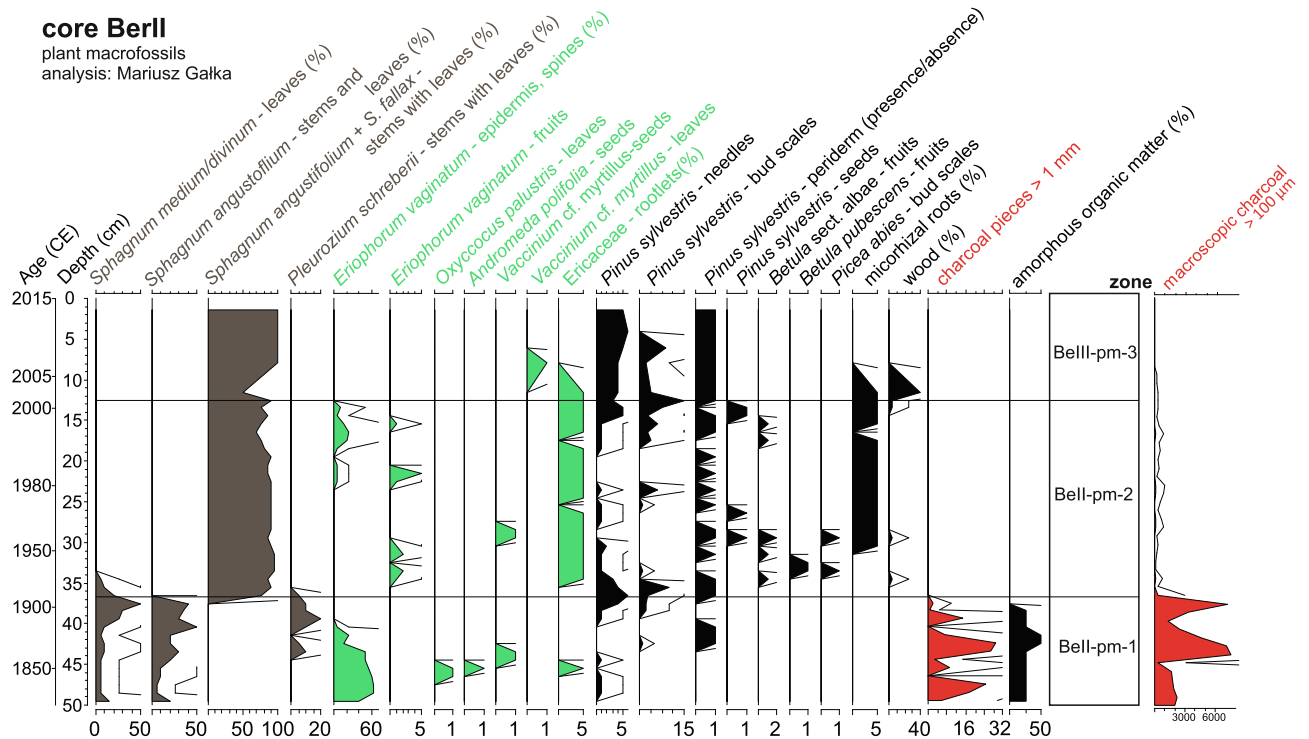 core BerII
plant macrofossils
analysis: Mariusz Gałka
Age (CE)
Depth (cm)
Sphagnum medium/divinum - leaves (%)
Sphagnum angustoflium - stems and
leaves (%)
Sphagnum angustifolium + S. fallax -
stems with leaves (%)
Pleurozium schreberii - stems with leaves (%)
Eriophorum vaginatum - epidermis, spines (%)
Eriophorum vaginatum - fruits
Oxyccocus palustris - leaves
Andromeda polifolia - seeds
Vaccinium cf. myrtillus-seeds
Vaccinium cf. myrtillus - leaves
Ericaceae - rootlets(%)
Pinus sylvestris - needles
Pinus sylvestris - bud scales
Pinus sylvestris - periderm (presence/absence)
Pinus sylvestris - seeds
Betula sect. albae - fruits
Betula pubescens - fruits
Picea abies - bud scales
micorhizal roots (%)
wood (%)
charcoal pieces > 1 mm
amorphous organic matter (%)
zone
macroscopic charcoal
> 100 µm
2015 0
5
2005 10
2000
15
20
1980
25
30
1950
35
1900
40
1850 45
50
BeIII-pm-3
BeII-pm-2
BeII-pm-1
0 50 50 50 100 20 60 5 1 1 1 1 5 5 15 1 1 2 1 1 5 40 16 32 50
3000 6000